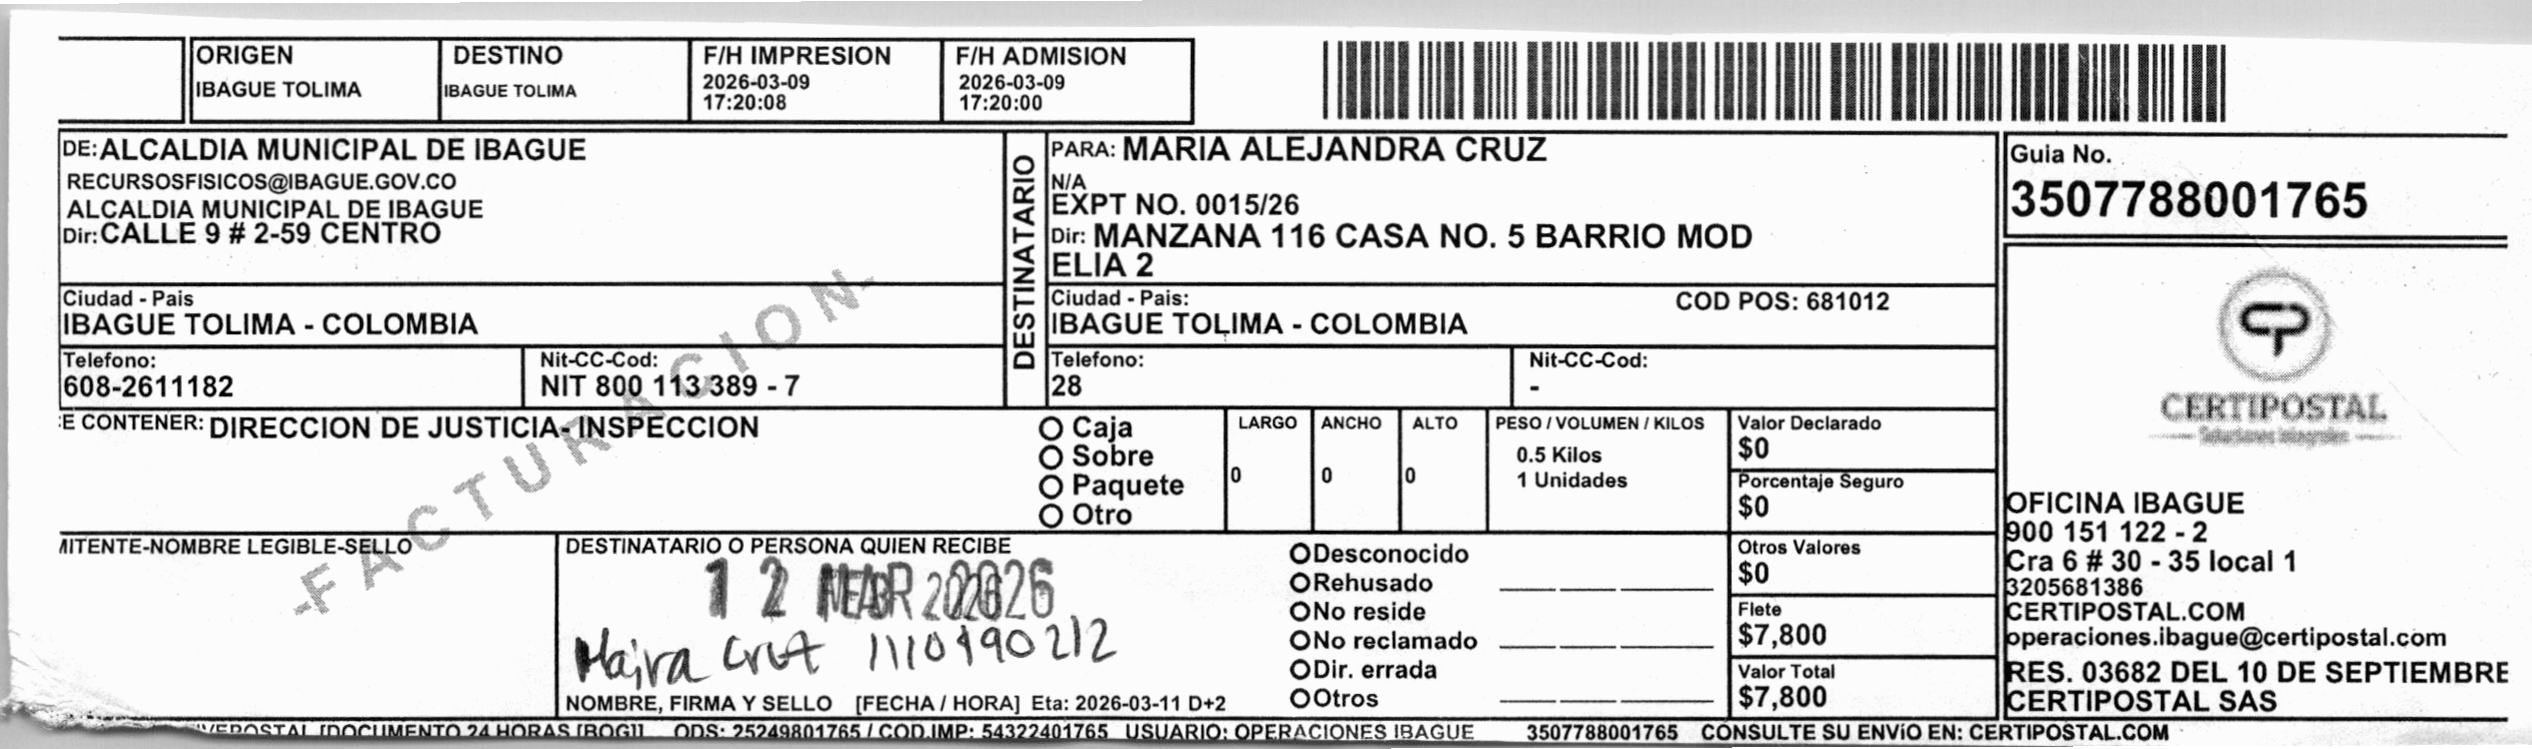 ORIGEN
IBAGUE TOLIMA
DESTINO
IBAGUE TOLIMA
F/H IMPRESION
2026-03-09
17:20:08
F/H ADMISION
2026-03-09
17:20:00
DE: ALCALDIA MUNICIPAL DE IBAGUE
RECURSOSFISICOS@IBAGUE.GOV.CO
ALCALDIA MUNICIPAL DE IBAGUE
Dir: CALLE 9 # 2-59 CENTRO
Ciudad - Pais
IBAGUE TOLIMA - COLOMBIA
Telefono:
608-2611182
Nit-CC-Cod:
NIT 800 113 389 - 7
DESTINATARIO
PARA: MARIA ALEJANDRA CRUZ
N/A
EXPT NO. 0015/26
Dir: MANZANA 116 CASA NO. 5 BARRIO MOD
ELIA 2
Ciudad - Pais:
COD POS: 681012
IBAGUE TOLIMA - COLOMBIA
Telefono:
28
Nit-CC-Cod:
-
Guia No.
3507788001765
CERTIPOSTAL
E CONTENER: DIRECCION DE JUSTICIA- INSPECCION
-FACTURACION-
O Caja
O Sobre
O Paquete
O Otro
LARGO
0
ANCHO
0
ALTO
0
PESO / VOLUMEN / KILOS
0.5 Kilos
1 Unidades
Valor Declarado
$0
Porcentaje Seguro
$0
Otros Valores
$0
Flete
$7,800
Valor Total
$7,800
MITENTE-NOMBRE LEGIBLE-SELLO
DESTINATARIO O PERSONA QUIEN RECIBE
1 2
Maira Cruz 1110490212
NOMBRE, FIRMA Y SELLO [FECHA / HORA] Eta: 2026-03-11 D+2
O Desconocido
O Rehusado
O No reside
O No reclamado
O Dir. errada
O Otros
OFICINA IBAGUE
900 151 122 - 2
Cra 6 # 30 - 35 local 1
3205681386
CERTIPOSTAL.COM
operaciones.ibague@certipostal.com
RES. 03682 DEL 10 DE SEPTIEMBRE
CERTIPOSTAL SAS
VEPOSTAL [DOCUMENTO 24 HORAS [BOG]] ODS: 25249801765 / COD.IMP: 54322401765 USUARIO: OPERACIONES IBAGUE 3507788001765 CONSULTE SU ENVíO EN: CERTIPOSTAL.COM